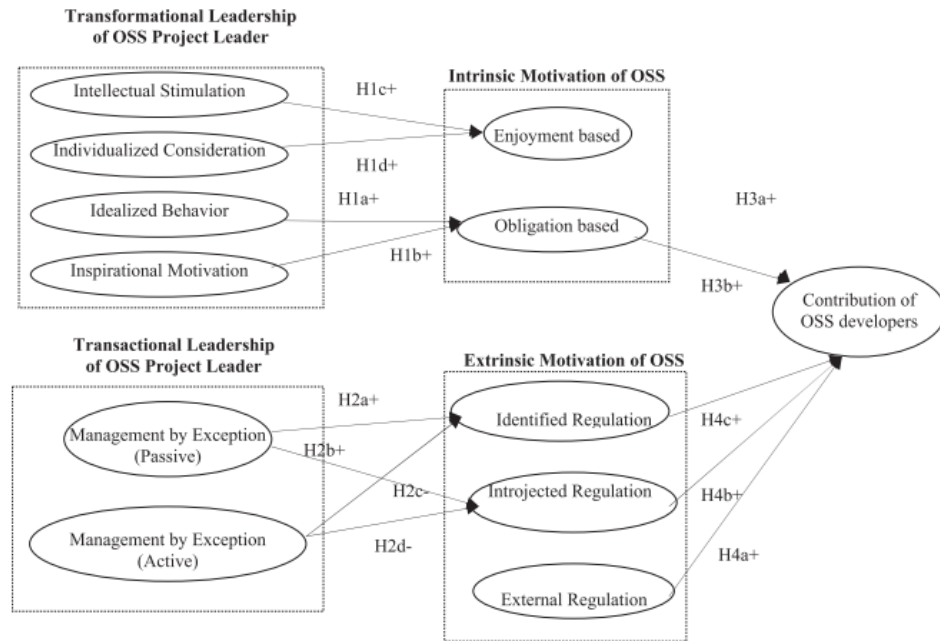 Transformational Leadership
of OSS Project Leader
Intellectual Stimulation
Individualized Consideration
Idealized Behavior
Inspirational Motivation
H1c+
H1d+
H1a+
H1b+
Intrinsic Motivation of OSS
Enjoyment based
Obligation based
H3a+
H3b+
Contribution of
OSS developers
Transactional Leadership
of OSS Project Leader
Management by Exception
(Passive)
Management by Exception
(Active)
H2a+
H2b+
H2c-
H2d-
Extrinsic Motivation of OSS
Identified Regulation
Introjected Regulation
External Regulation
H4c+
H4b+
H4a+